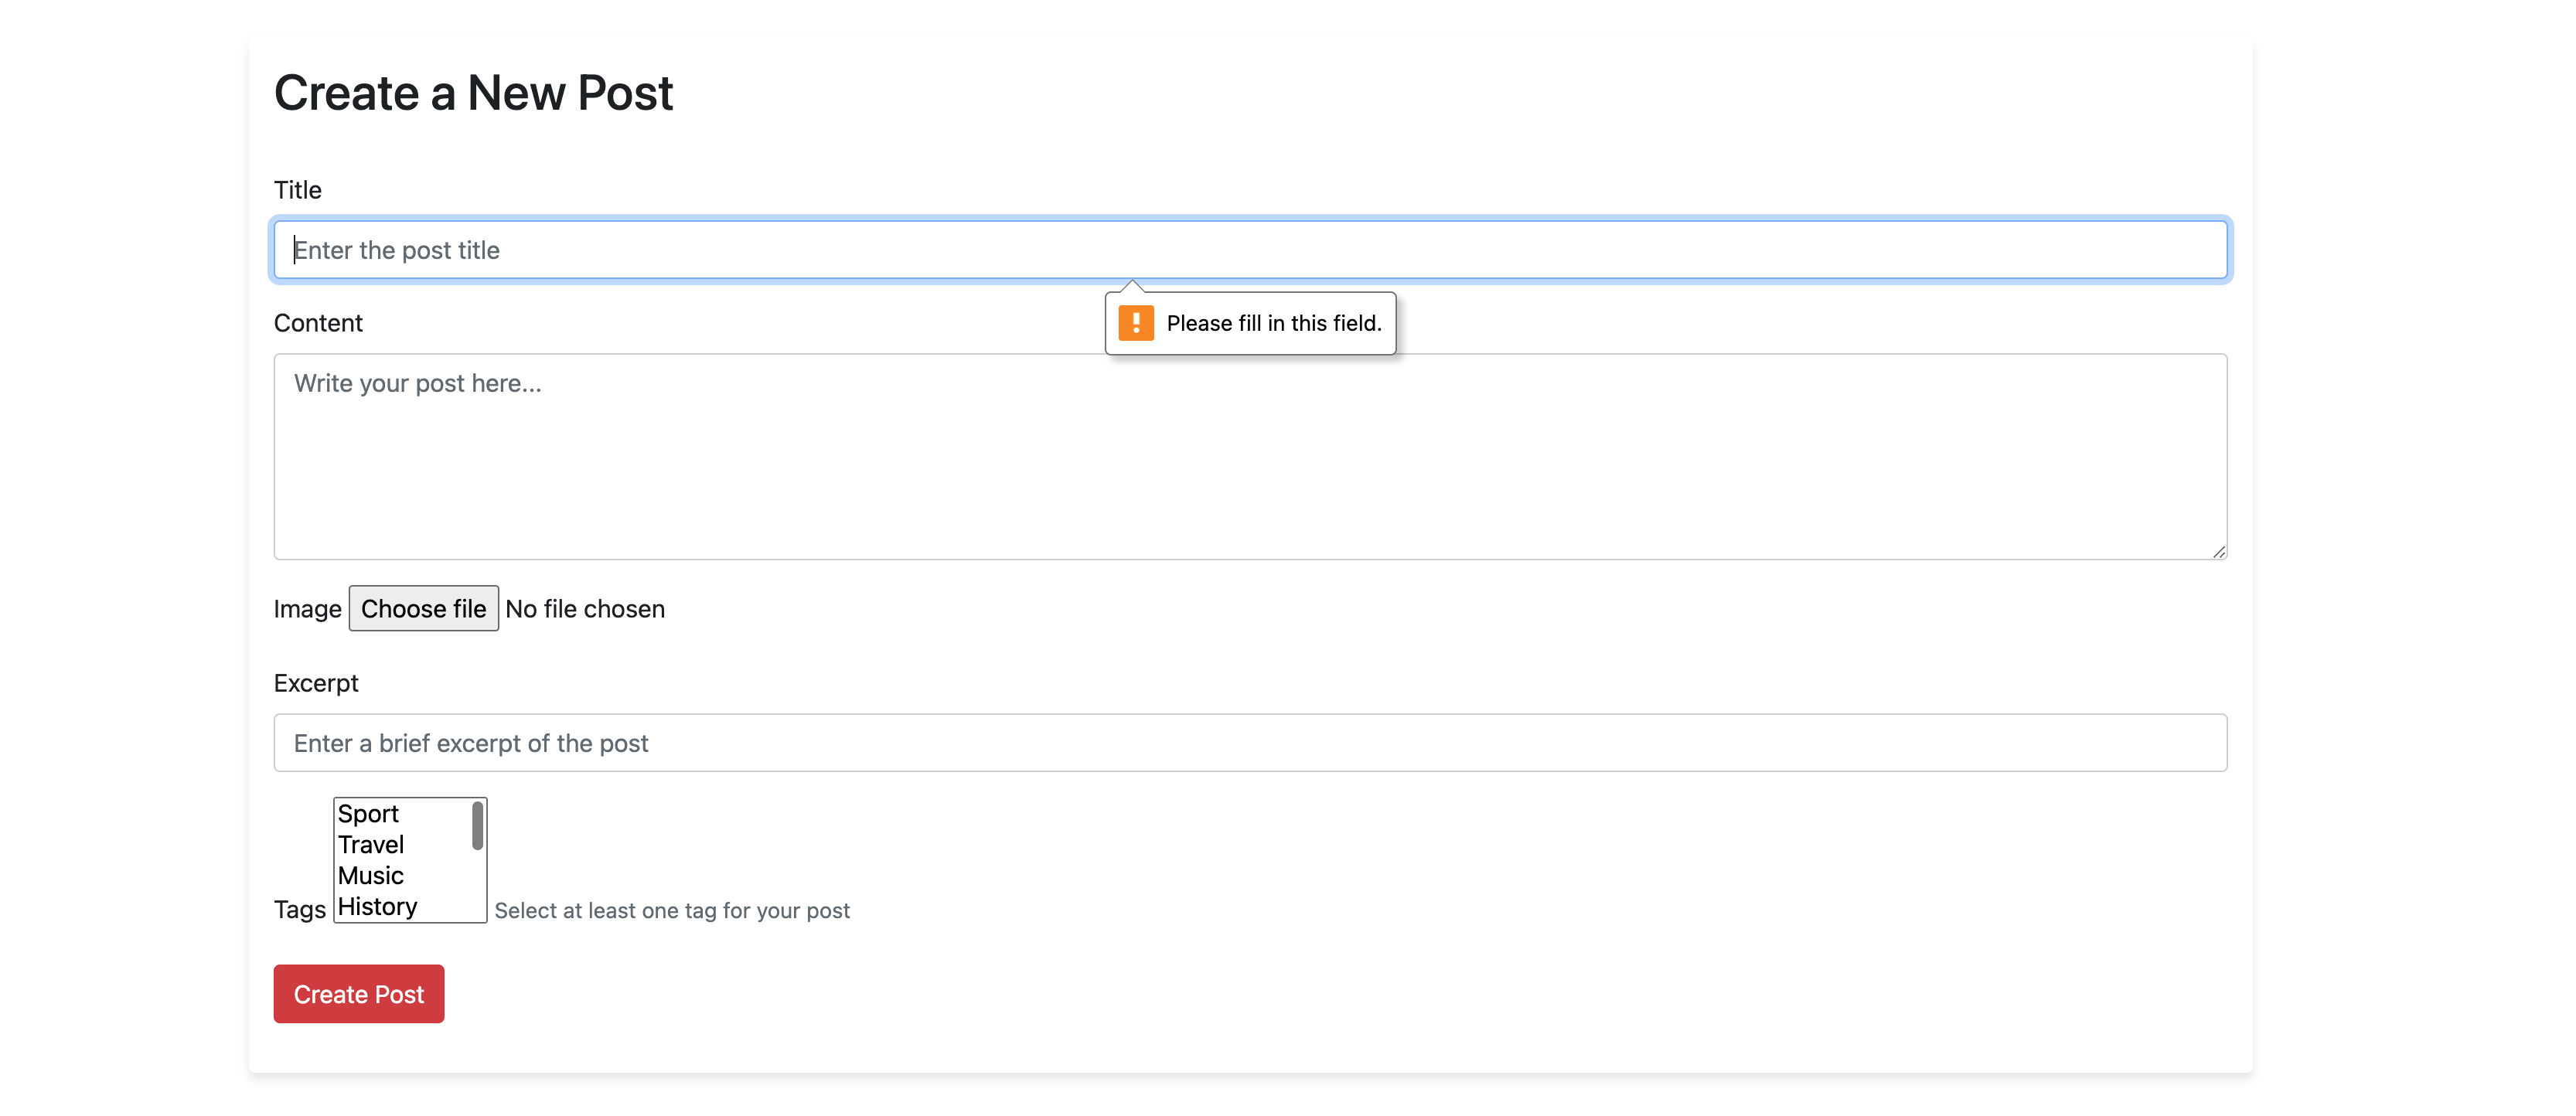 Create a New Post
Title
Enter the post title
Please fill in this field.
Content
Write your post here...
Image Choose file No file chosen
Excerpt
Enter a brief excerpt of the post
Sport
Travel
Music
History
Tags Select at least one tag for your post
Create Post